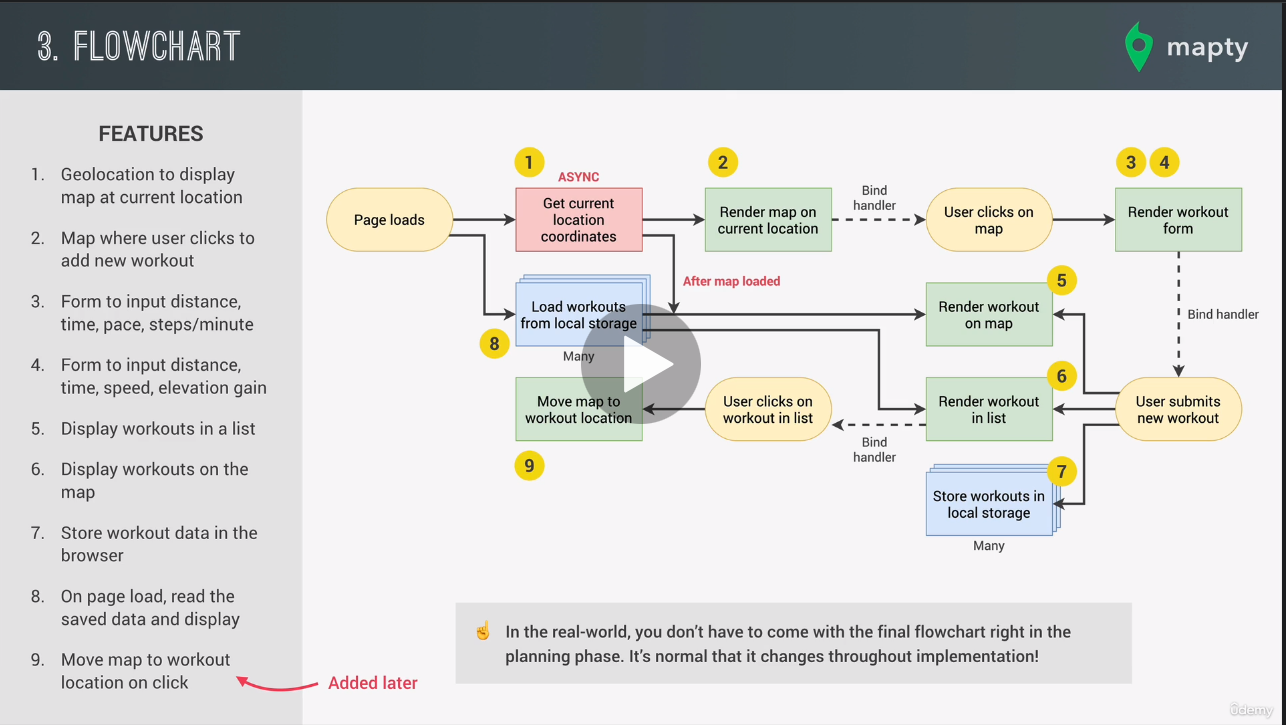 3. FLOWCHART
mapty
FEATURES
1. Geolocation to display
map at current location
2. Map where user clicks to
add new workout
3. Form to input distance,
time, pace, steps/minute
4. Form to input distance,
time, speed, elevation gain
5. Display workouts in a list
6. Display workouts on the
map
7. Store workout data in the
browser
8. On page load, read the
saved data and display
9. Move map to workout
location on click
Added later
1
ASYNC
2
3 4
Page loads
Get current
location
coordinates
Render map on
current location
Bind
handler
User clicks on
map
Render workout
form
After map loaded
5
Load workouts
from local storage
Render workout
on map
Bind handler
8
Many
6
Move map to
workout location
User clicks on
workout in list
Render workout
in list
User submits
new workout
Bind
handler
9
7
Store workouts in
local storage
Many
☝ In the real-world, you don’t have to come with the final flowchart right in the
planning phase. It’s normal that it changes throughout implementation!
ûdemy